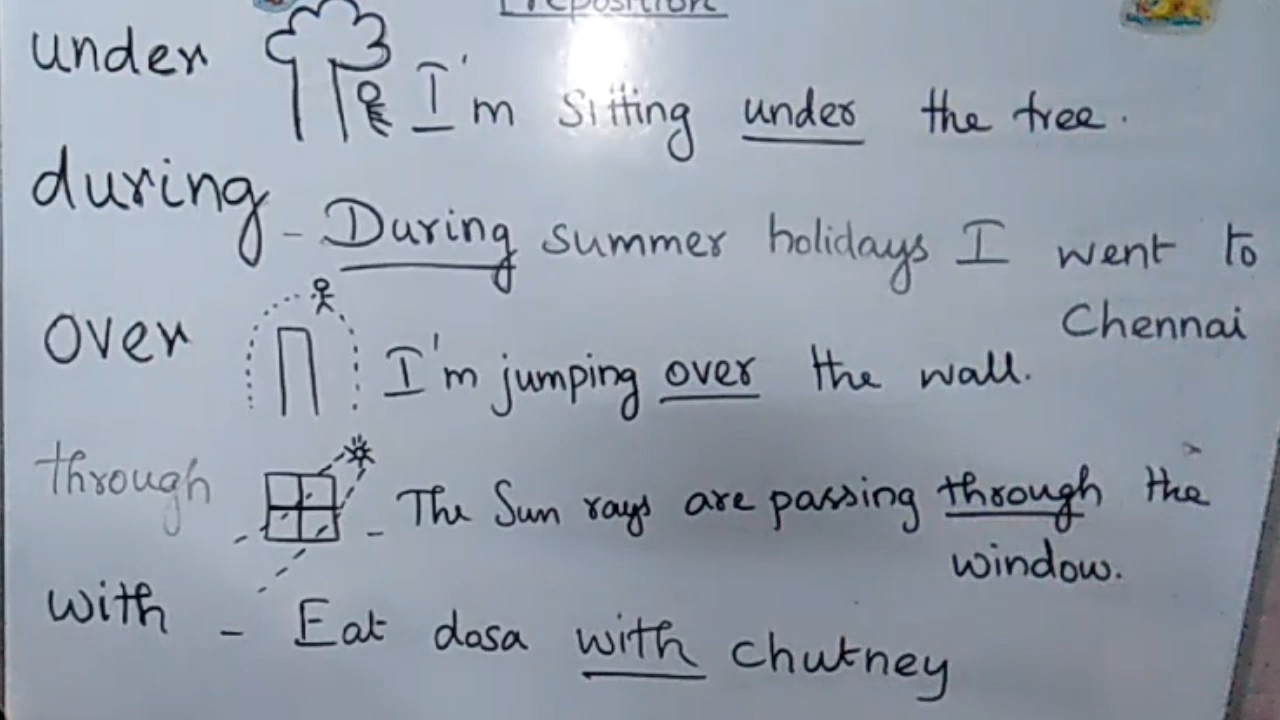 Preposition
under I'm sitting under the tree.
during - During summer holidays I went to
Chennai
over I'm jumping over the wall.
through - The Sun rays are passing through the
window.
with - Eat dosa with chutney